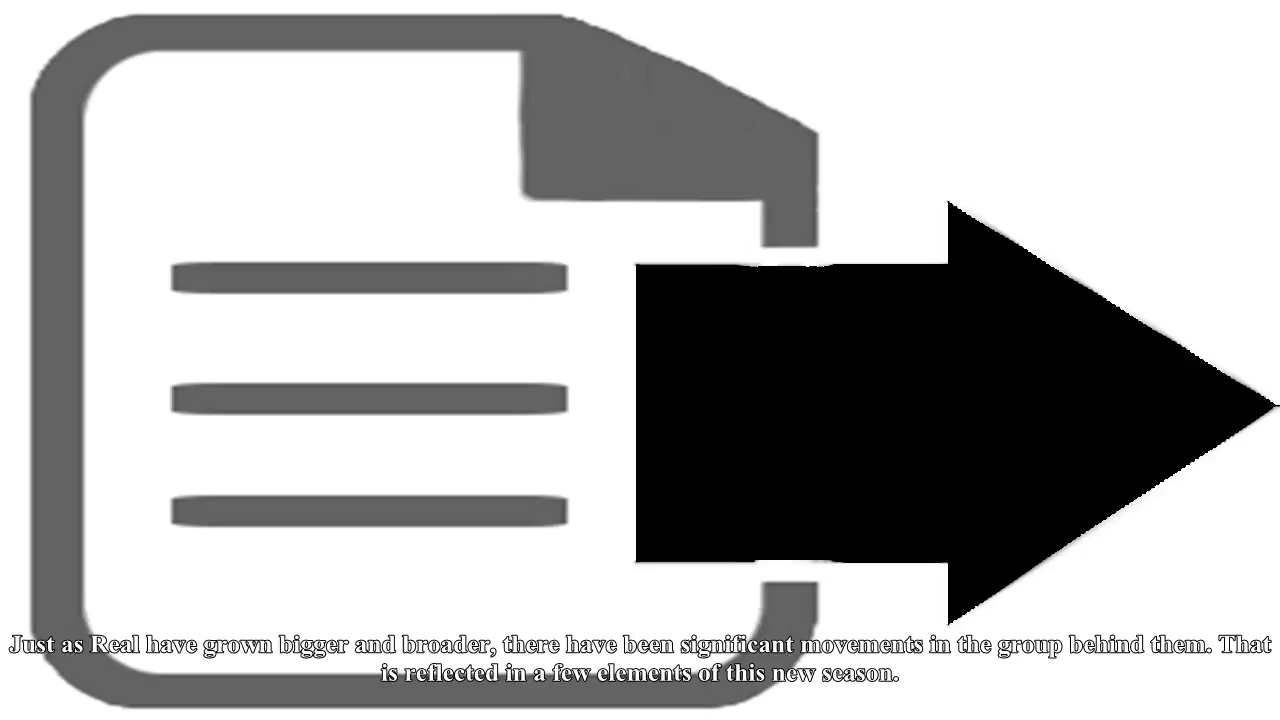 Just as Real have grown bigger and broader, there have been significant movements in the group behind them. That
is reflected in a few elements of this new season.